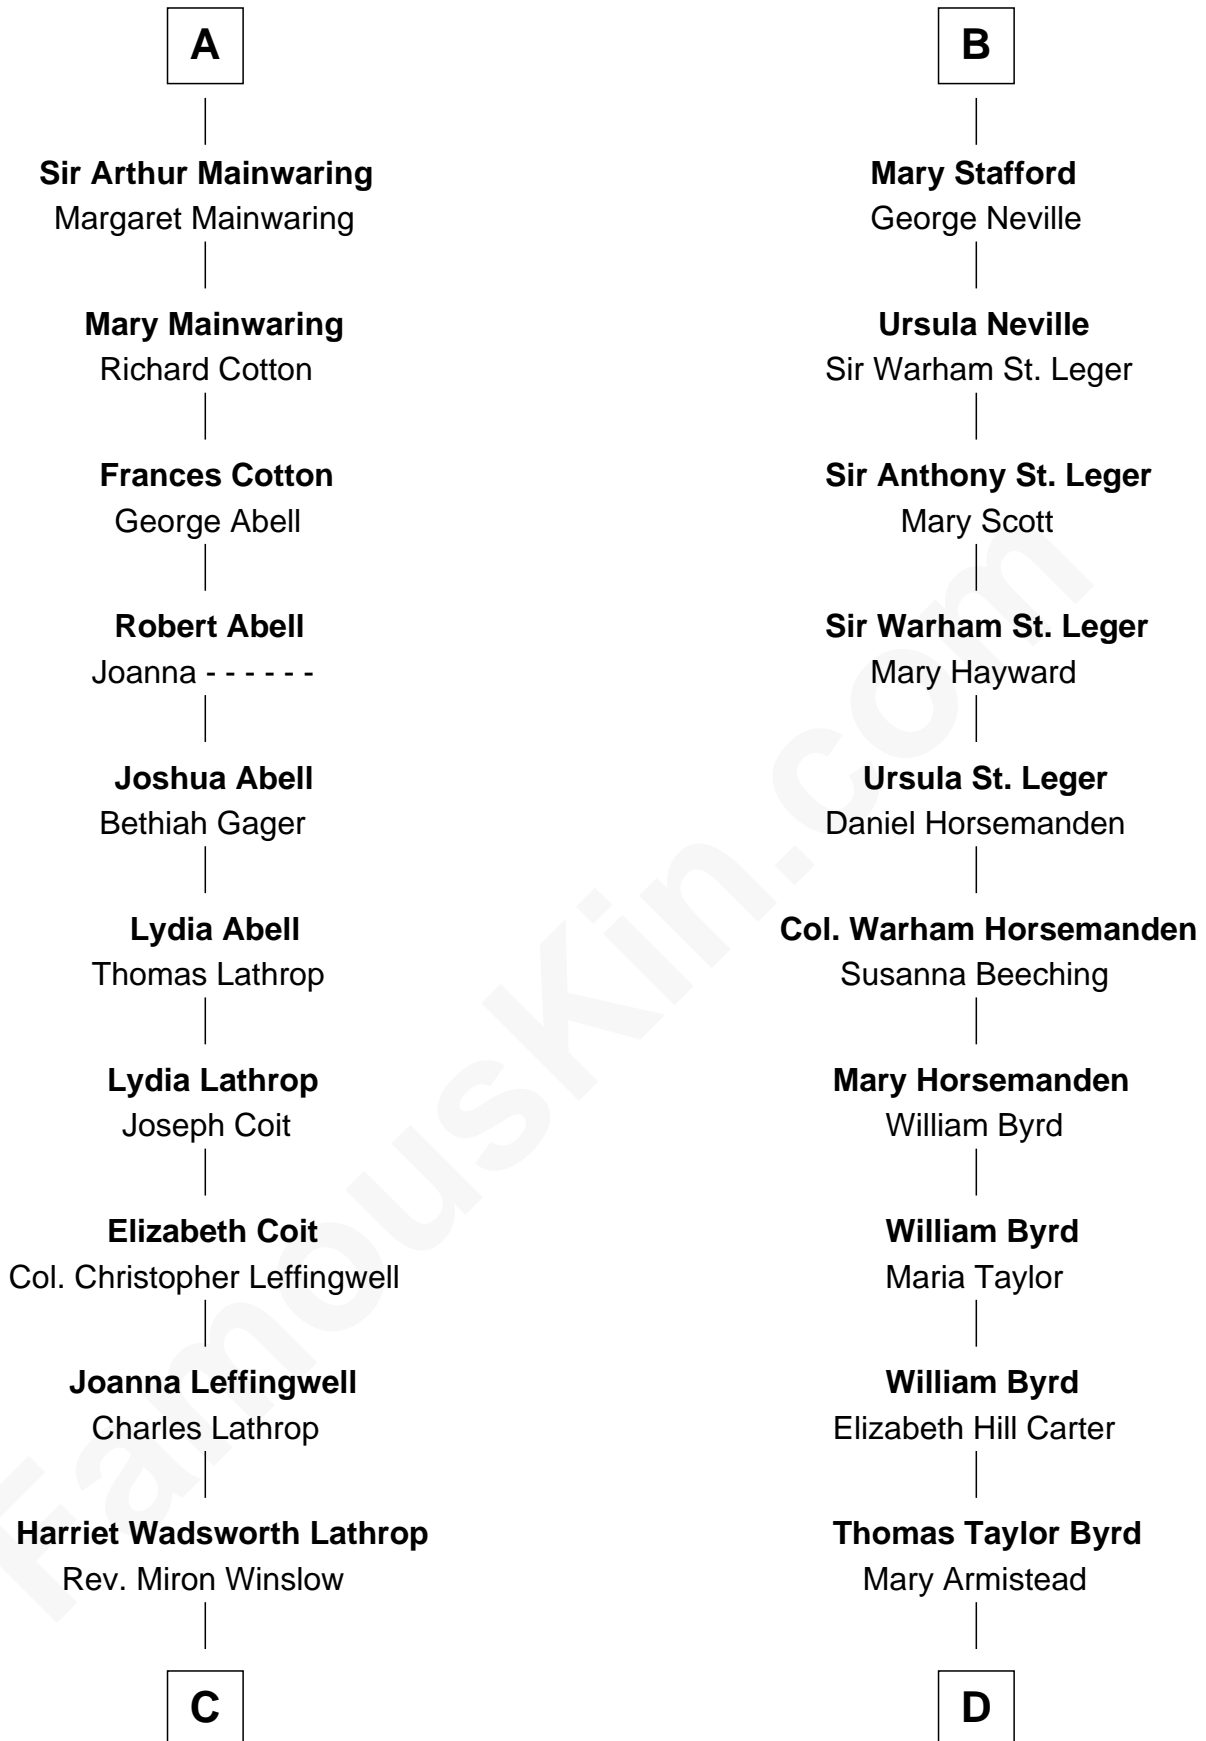 A
Sir Arthur Mainwaring
Margaret Mainwaring
Mary Mainwaring
Richard Cotton
Frances Cotton
George Abell
Robert Abell
Joanna - - - - - -
Joshua Abell
Bethiah Gager
Lydia Abell
Thomas Lathrop
Lydia Lathrop
Joseph Coit
Elizabeth Coit
Col. Christopher Leffingwell
Joanna Leffingwell
Charles Lathrop
Harriet Wadsworth Lathrop
Rev. Miron Winslow
C
B
Mary Stafford
George Neville
Ursula Neville
Sir Warham St. Leger
Sir Anthony St. Leger
Mary Scott
Sir Warham St. Leger
Mary Hayward
Ursula St. Leger
Daniel Horsemanden
Col. Warham Horsemanden
Susanna Beeching
Mary Horsemanden
William Byrd
William Byrd
Maria Taylor
William Byrd
Elizabeth Hill Carter
Thomas Taylor Byrd
Mary Armistead
D
FamousKin.com